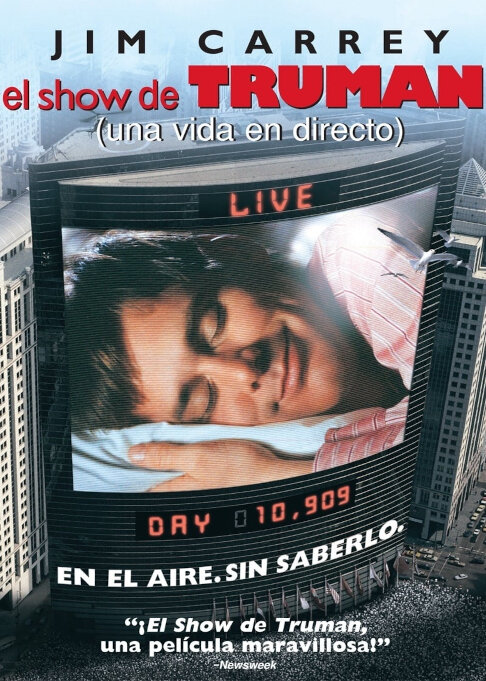 JIM CARREY
el show de TRUMAN
(una vida en directo)
LIVE
DAY 10,909
EN EL AIRE. SIN SABERLO.
“¡El Show de Truman,
una película maravillosa!”
–Newsweek